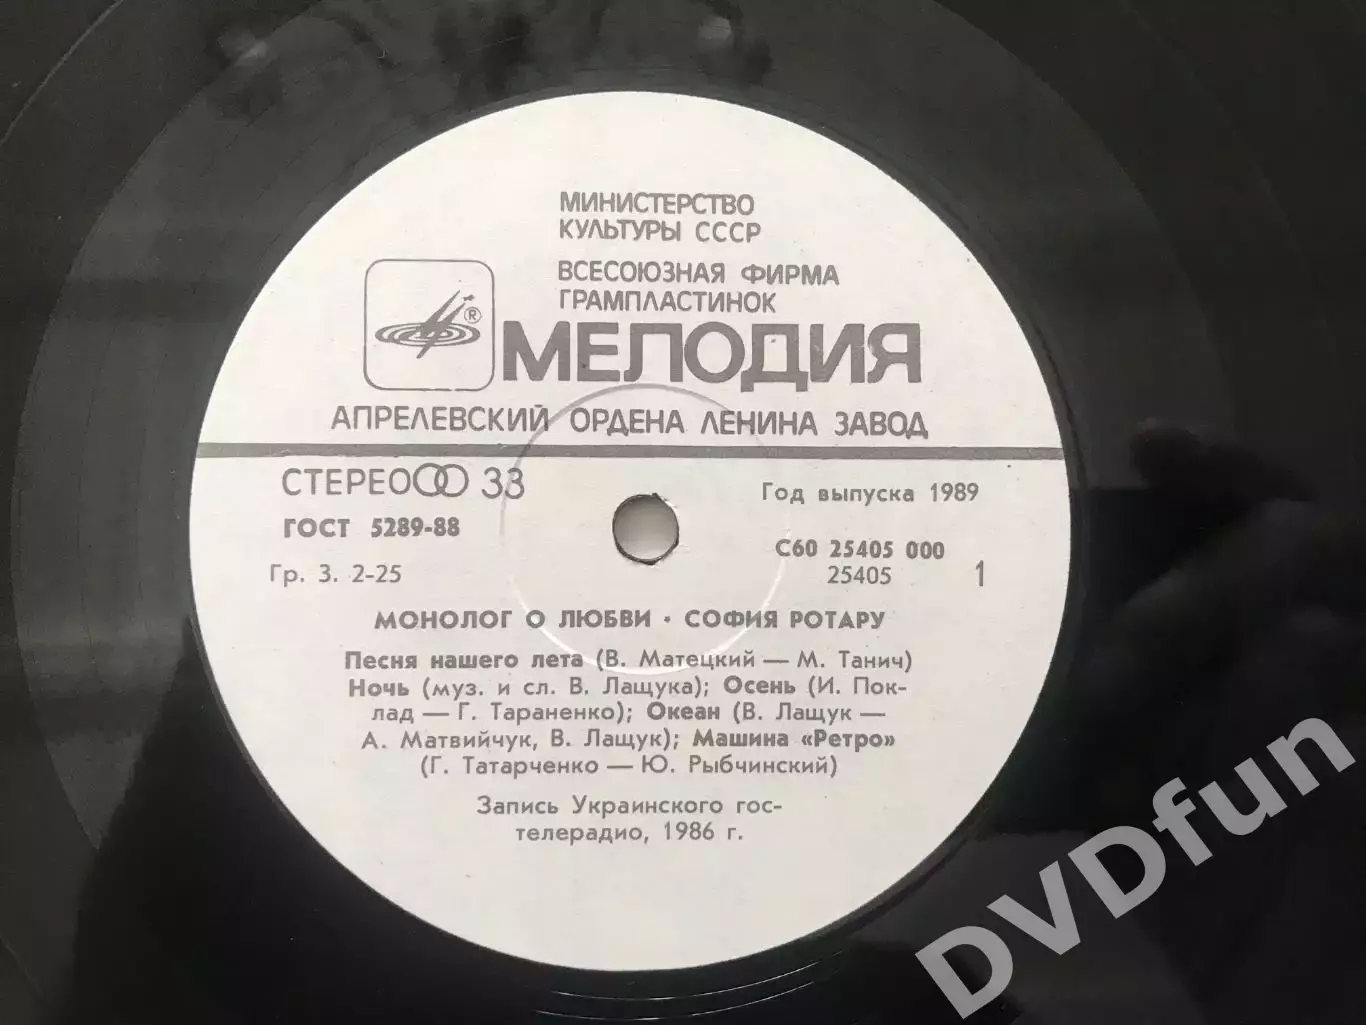 МИНИСТЕРСТВО
КУЛЬТУРЫ СССР
ВСЕСОЮЗНАЯ ФИРМА
ГРАМПЛАСТИНОК
®
МЕЛОДИЯ
АПРЕЛЕВСКИЙ ОРДЕНА ЛЕНИНА ЗАВОД
СТЕРЕО 33
Год выпуска 1989
ГОСТ 5289-88
С60 25405 000
Гр. 3. 2-25
25405
1
МОНОЛОГ О ЛЮБВИ · СОФИЯ РОТАРУ
Песня нашего лета (В. Матецкий — М. Танич)
Ночь (муз. и сл. В. Лащука); Осень (И. Пок-
лад — Г. Тараненко); Океан (В. Лащук —
А. Матвийчук, В. Лащук); Машина «Ретро»
(Г. Татарченко — Ю. Рыбчинский)
Запись Украинского гос-
телерадио, 1986 г.
DVDfun